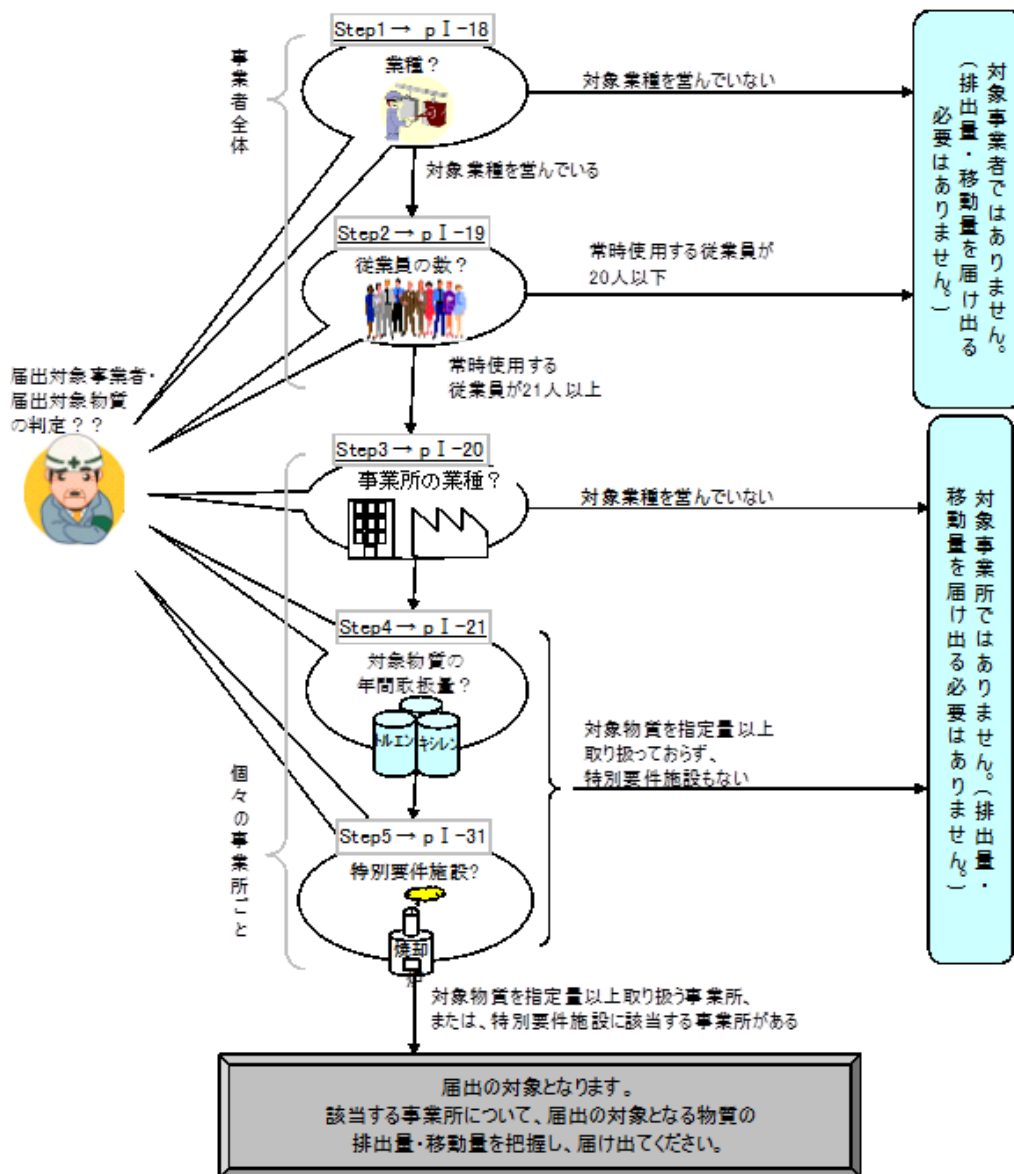 Step1→ pⅠ-18
業種？
対象業種を営んでいない
対象業種を営んでいる
事業者全体
Step2→ pⅠ-19
従業員の数？
常時使用する従業員が
20人以下
常時使用する
従業員が21人以上
対象事業者ではありません。
（排出量・移動量を届け出る
必要はありません。）
届出対象事業者・
届出対象物質
の判定？？
Step3→ pⅠ-20
事業所の業種？
対象業種を営んでいない
Step4→ pⅠ-21
対象物質の
年間取扱量？
トルエン
キシレン
対象物質を指定量以上
取り扱っておらず、
特別要件施設もない
個々の事業所ごと
Step5→ pⅠ-31
特別要件施設?
焼却
炉
対象事業所ではありません。（排出量・
移動量を届け出る必要はありません。）
対象物質を指定量以上取り扱う事業所、
または、特別要件施設に該当する事業所がある
届出の対象となります。
該当する事業所について、届出の対象となる物質の
排出量・移動量を把握し、届け出てください。